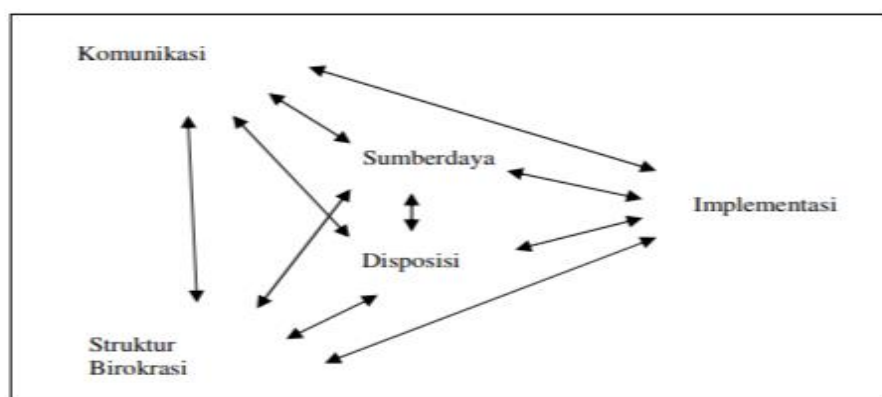 Komunikasi
Sumberdaya
Implementasi
Disposisi
Struktur
Birokrasi